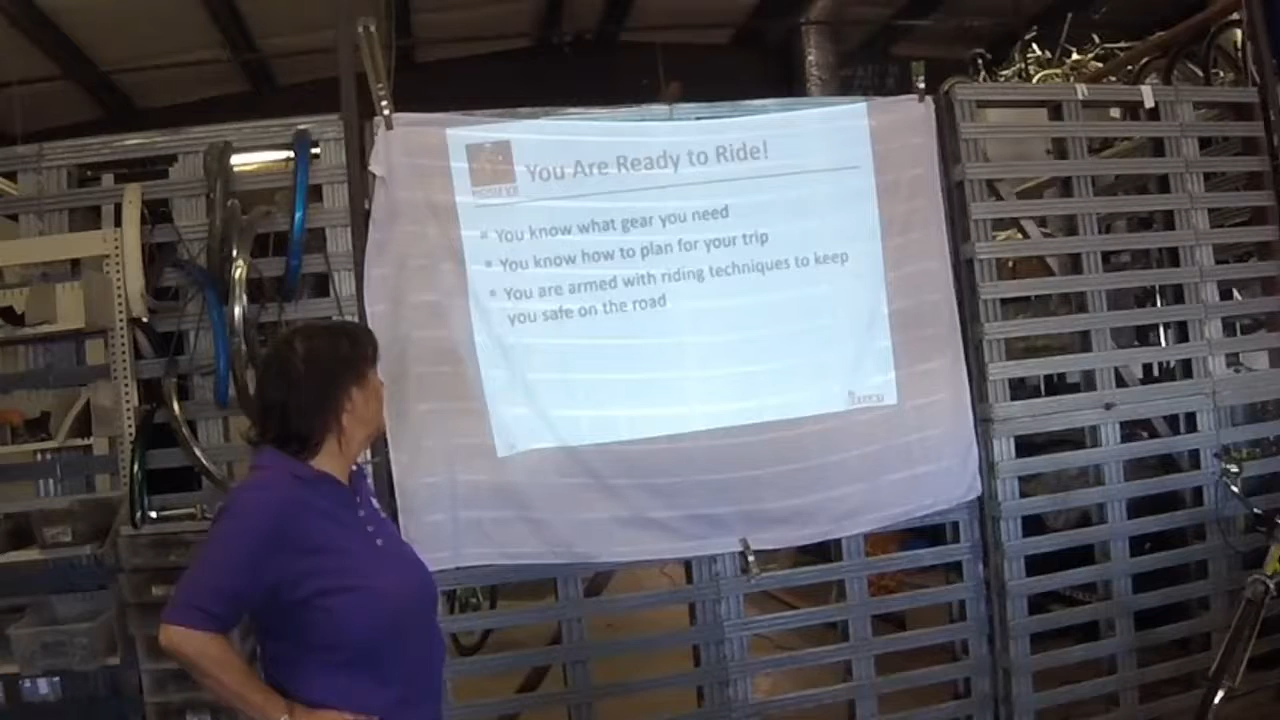 You Are Ready to Ride!
You know what gear you need
You know how to plan for your trip
You are armed with riding techniques to keep
you safe on the road